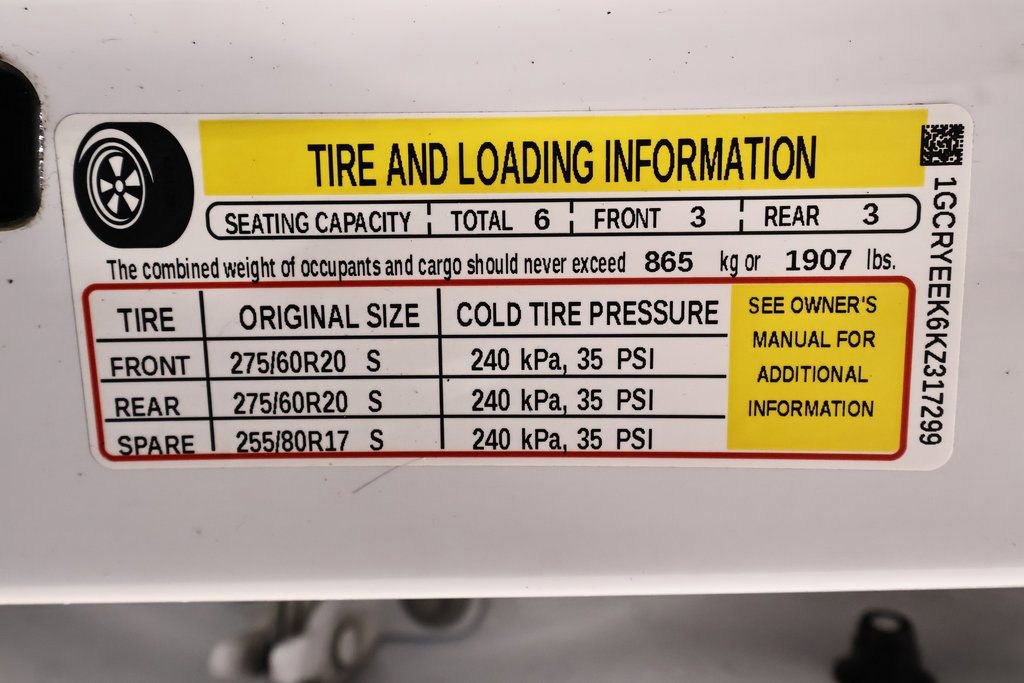 TIRE AND LOADING INFORMATION
SEATING CAPACITY TOTAL 6 FRONT 3 REAR 3
The combined weight of occupants and cargo should never exceed 865 kg or 1907 lbs.
TIRE ORIGINAL SIZE COLD TIRE PRESSURE
FRONT 275/60R20 S 240 kPa, 35 PSI
REAR 275/60R20 S 240 kPa, 35 PSI
SPARE 255/80R17 S 240 kPa, 35 PSI
SEE OWNER'S
MANUAL FOR
ADDITIONAL
INFORMATION
1GCRYEEK6KZ317299